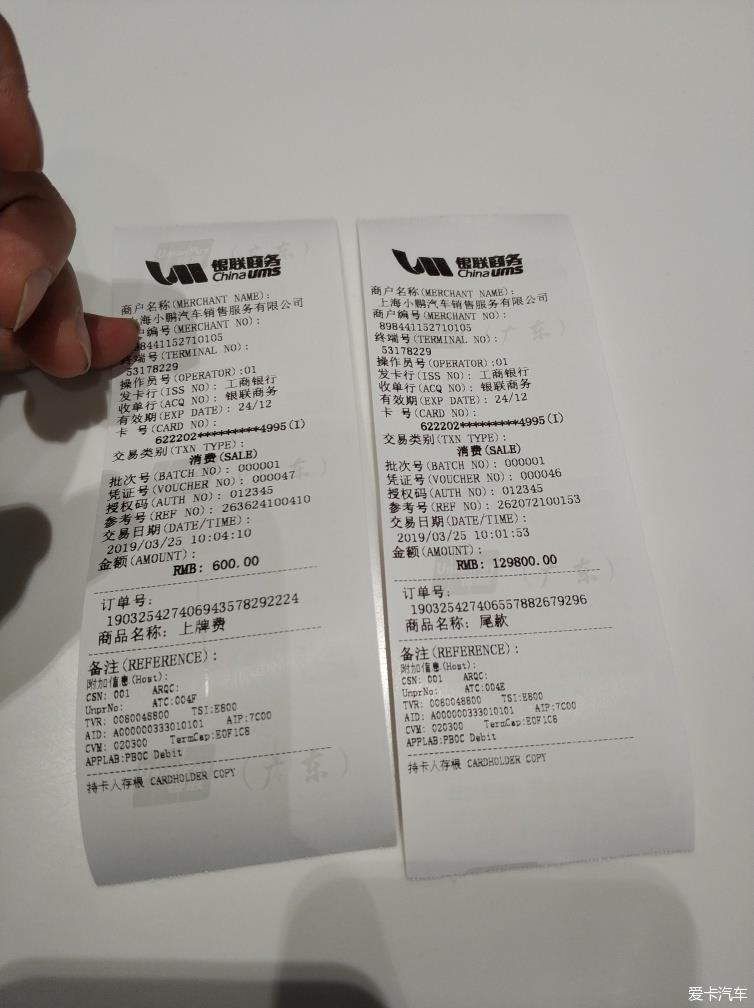 银联商务
China ums
商户名称(MERCHANT NAME):
上海小鹏汽车销售服务有限公司
户编号(MERCHANT NO):
898441152710105
终端号(TERMINAL NO):
53178229
操作员号(OPERATOR):01
发卡行(ISS NO): 工商银行
收单行(ACQ NO): 银联商务
有效期(EXP DATE): 24/12
卡 号(CARD NO):
622202*********4995(I)
交易类别(TXN TYPE):
消费(SALE)
批次号(BATCH NO): 000001
凭证号(VOUCHER NO): 000047
授权码(AUTH NO): 012345
参考号(REF NO): 263624100410
交易日期(DATE/TIME):
2019/03/25 10:04:10
金额(AMOUNT):
RMB: 600.00
订单号:
190325427406943578292224
商品名称: 上牌费
备注(REFERENCE):
附加信息(Host):
CSN: 001 ARQC:
UnprNo: ATC:004F
TVR: 0080048800 TSI:E800
AID: A000000333010101 AIP:7C00
CVM: 020300 TermCap:E0F1C8
APPLAB:PBOC Debit
持卡人存根 CARDHOLDER COPY
银联商务
China ums
商户名称(MERCHANT NAME):
上海小鹏汽车销售服务有限公司
商户编号(MERCHANT NO):
898441152710105
终端号(TERMINAL NO):
53178229
操作员号(OPERATOR):01
发卡行(ISS NO): 工商银行
收单行(ACQ NO): 银联商务
有效期(EXP DATE): 24/12
卡 号(CARD NO):
622202*********4995(I)
交易类别(TXN TYPE):
消费(SALE)
批次号(BATCH NO): 000001
凭证号(VOUCHER NO): 000046
授权码(AUTH NO): 012345
参考号(REF NO): 262072100153
交易日期(DATE/TIME):
2019/03/25 10:01:53
金额(AMOUNT):
RMB: 129800.00
订单号:
190325427406557882679296
商品名称: 尾款
备注(REFERENCE):
附加信息(Host):
CSN: 001 ARQC:
UnprNo: ATC:004E
TVR: 0080048800 TSI:E800
AID: A000000333010101 AIP:7C00
CVM: 020300 TermCap:E0F1C8
APPLAB:PBOC Debit
持卡人存根 CARDHOLDER COPY
(广东)
爱卡汽车